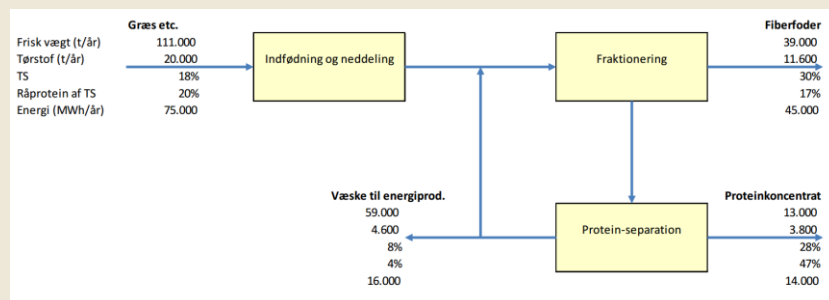 Græs etc.
Fiberfoder
Frisk vægt (t/år) 111.000
39.000
Tørstof (t/år) 20.000
Indfødning og neddeling
Fraktionering
11.600
TS 18%
30%
Råprotein af TS 20%
17%
Energi (MWh/år) 75.000
45.000
Væske til energiprod.
Proteinkoncentrat
59.000
13.000
4.600
Protein-separation
3.800
8%
28%
4%
47%
16.000
14.000